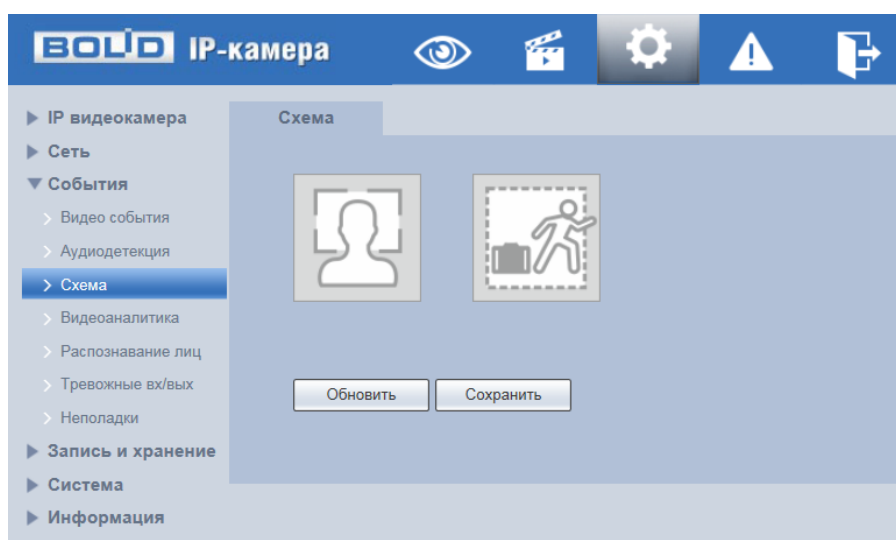 BOLID IP-камера
IP видеокамера
Сеть
События
Видео события
Аудиодетекция
Схема
Видеоаналитика
Распознавание лиц
Тревожные вх/вых
Неполадки
Запись и хранение
Система
Информация
Схема
Обновить Сохранить